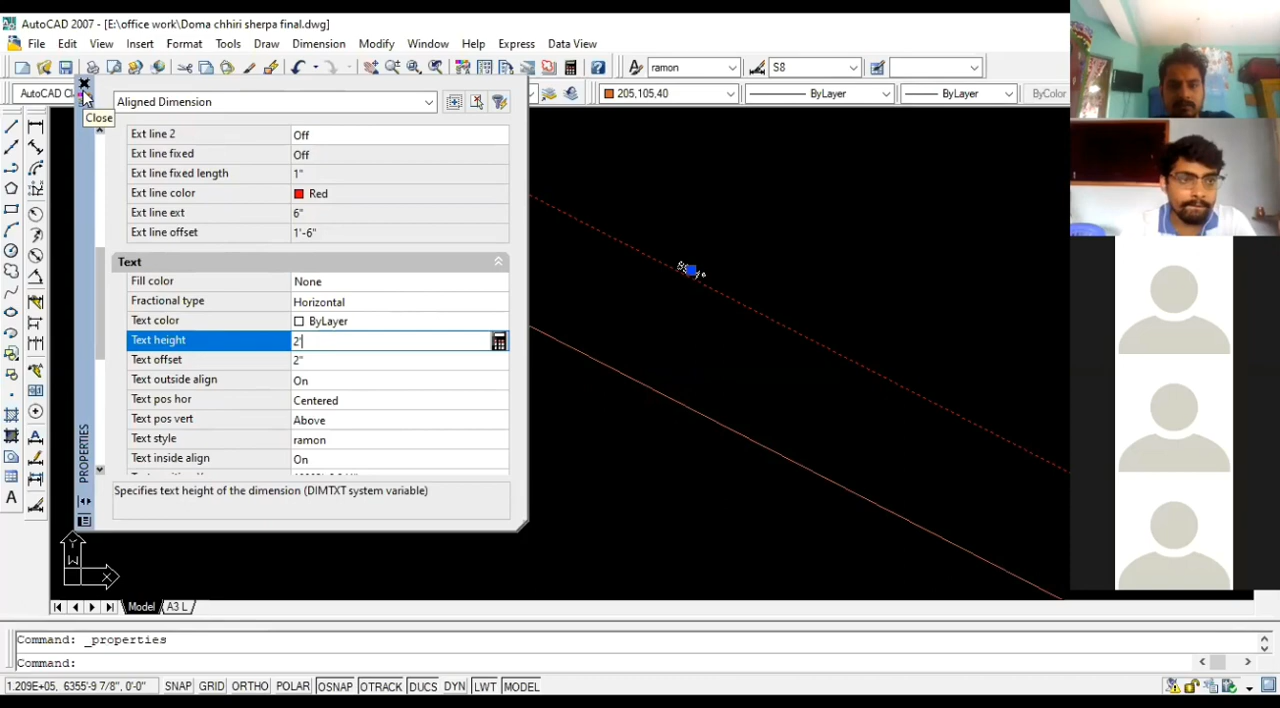 AutoCAD 2007 - [E:\office work\Doma chhiri sherpa final.dwg]
File Edit View Insert Format Tools Draw Dimension Modify Window Help Express Data View
ramon S8
AutoCAD Cl
205,105,40 ByLayer ByLayer ByColor
Close
Aligned Dimension
Ext line 2 Off
Ext line fixed Off
Ext line fixed length 1"
Ext line color Red
Ext line ext 6"
Ext line offset 1'-6"
Text
Fill color None
Fractional type Horizontal
Text color ByLayer
Text height 2'
Text offset 2"
Text outside align On
Text pos hor Centered
Text pos vert Above
Text style ramon
Text inside align On
Specifies text height of the dimension (DIMTXT system variable)
PROPERTIES
Y
W
X
Model A3 L
Command: _properties
Command:
1.209E+05, 6355'-9 7/8", 0'-0" SNAP GRID ORTHO POLAR OSNAP OTRACK DUCS DYN LWT MODEL